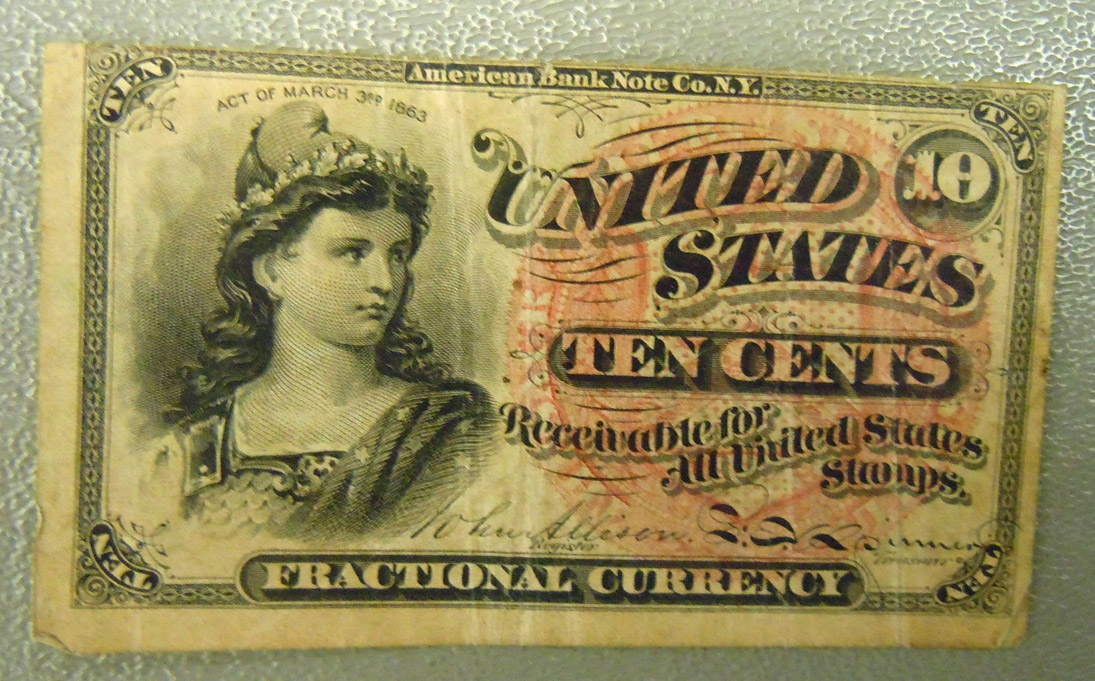 American Bank Note Co. N.Y.
TEN
TEN
ACT OF MARCH 3RD 1863
10
UNITED
STATES
TEN CENTS
Receivable for
All United States
Stamps.
John Allison.
Register
TEN
TEN
FRACTIONAL CURRENCY